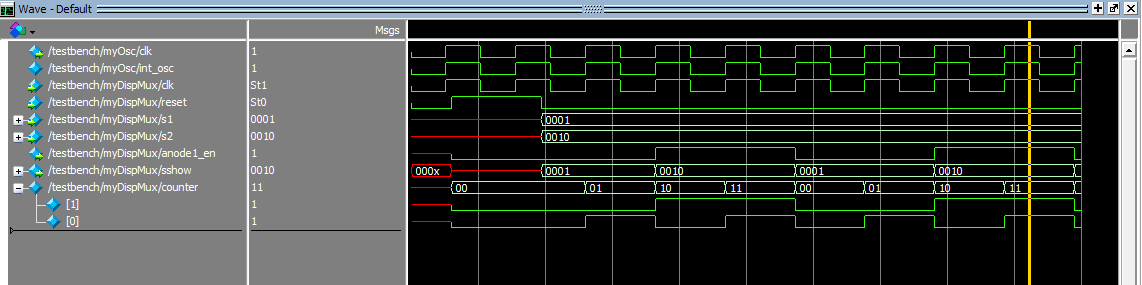 Wave - Default
Msgs
/testbench/myOsc/clk 1
/testbench/myOsc/int_osc 1
/testbench/myDispMux/clk St1
/testbench/myDispMux/reset St0
/testbench/myDispMux/s1 0001 0001
/testbench/myDispMux/s2 0010 0010
/testbench/myDispMux/anode1_en 1
/testbench/myDispMux/sshow 0010 000x 0001 0010 0001 0010
/testbench/myDispMux/counter 11 00 01 10 11 00 01 10 11
[1] 1
[0] 1